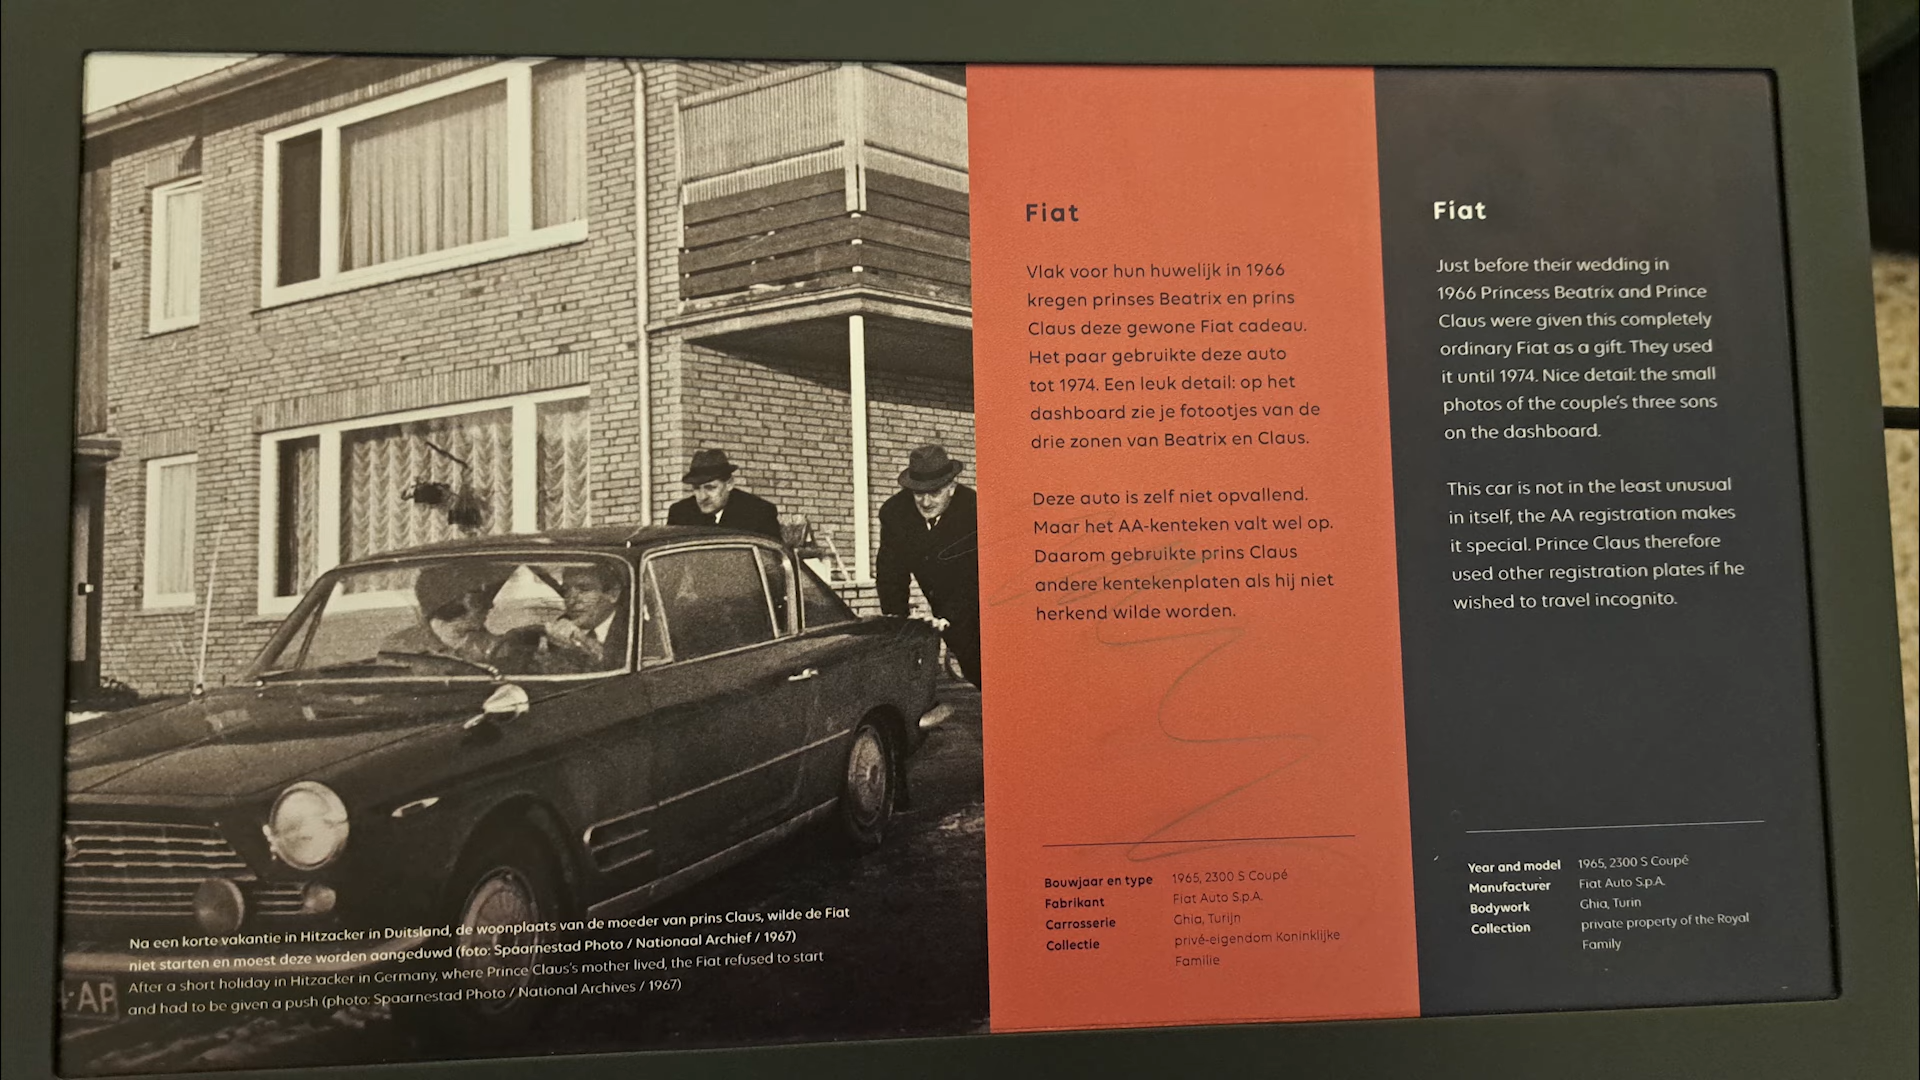 Fiat
Vlak voor hun huwelijk in 1966
kregen prinses Beatrix en prins
Claus deze gewone Fiat cadeau.
Het paar gebruikte deze auto
tot 1974. Een leuk detail: op het
dashboard zie je fotootjes van de
drie zonen van Beatrix en Claus.
Deze auto is zelf niet opvallend.
Maar het AA-kenteken valt wel op.
Daarom gebruikte prins Claus
andere kentekenplaten als hij niet
herkend wilde worden.
Bouwjaar en type 1965, 2300 S Coupé
Fabrikant Fiat Auto S.p.A.
Carrosserie Ghia, Turijn
Collectie privé-eigendom Koninklijke
Familie
Fiat
Just before their wedding in
1966 Princess Beatrix and Prince
Claus were given this completely
ordinary Fiat as a gift. They used
it until 1974. Nice detail: the small
photos of the couple's three sons
on the dashboard.
This car is not in the least unusual
in itself, the AA registration makes
it special. Prince Claus therefore
used other registration plates if he
wished to travel incognito.
Year and model 1965, 2300 S Coupé
Manufacturer Fiat Auto S.p.A.
Bodywork Ghia, Turin
Collection private property of the Royal
Family
Na een korte vakantie in Hitzacker in Duitsland, de woonplaats van de moeder van prins Claus, wilde de Fiat
niet starten en moest deze worden aangeduwd (foto: Spaarnestad Photo / Nationaal Archief / 1967)
After a short holiday in Hitzacker in Germany, where Prince Claus's mother lived, the Fiat refused to start
and had to be given a push (photo: Spaarnestad Photo / National Archives / 1967)
-AP